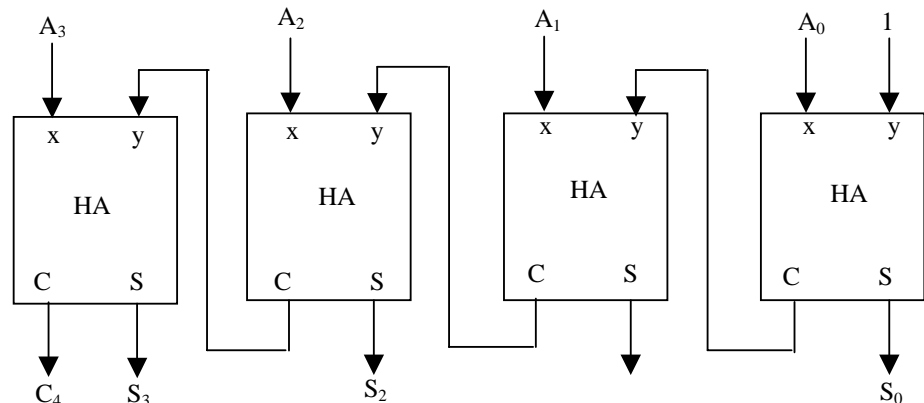 A₃ A₂ A₁ A₀ 1
x y x y x y x y
HA HA HA HA
C S C S C S C S
C₄ S₃ S₂ S₀